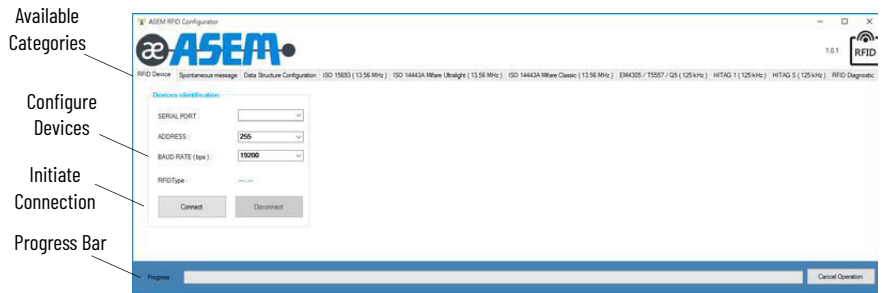 Available
Categories
Configure
Devices
Initiate
Connection
Progress Bar
ASEM RFID Configurator
æ ASEM
1.0.1
RFID
RFID Device Spontaneous message Data Structure Configuration ISO 15693 ( 13.56 MHz ) ISO 14443A Mifare Ultralight ( 13.56 MHz ) ISO 14443A Mifare Classic ( 13.56 MHz ) EM4305 / T5557 / Q5 ( 125 kHz ) HITAG 1 ( 125 kHz ) HITAG S ( 125 kHz ) RFID Diagnostic
Devices identification
SERIAL PORT :
ADDRESS : 255
BAUD RATE ( bps ) : 19200
RFIDType : ---.---
Connect Disconnect
Progress : Cancel Operation